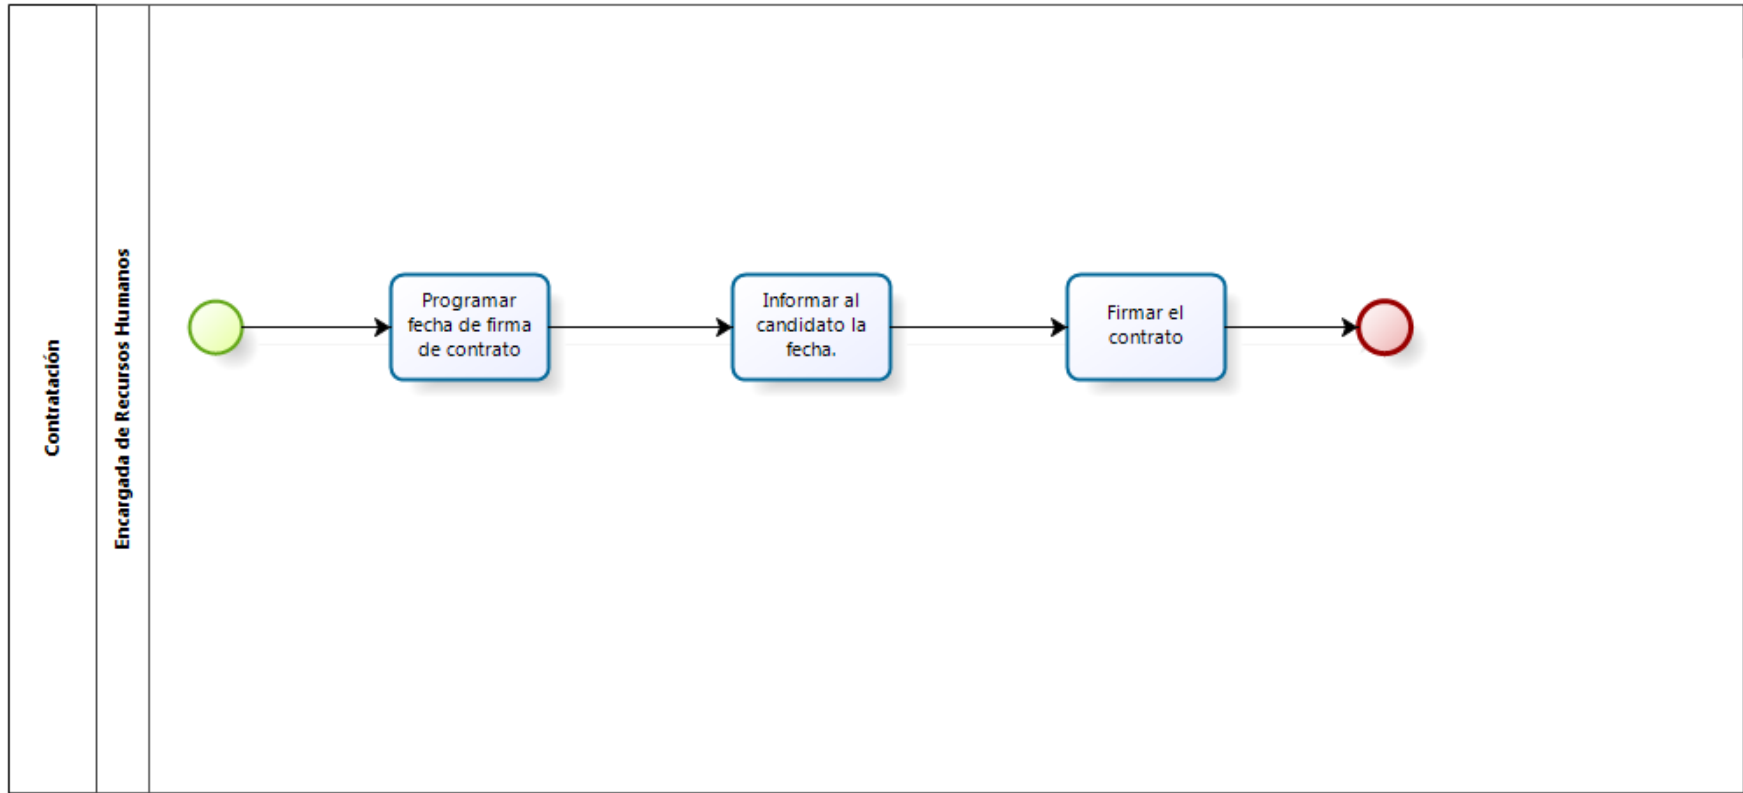 Contratación
Encargada de Recursos Humanos
Programar
fecha de firma
de contrato
Informar al
candidato la
fecha.
Firmar el
contrato